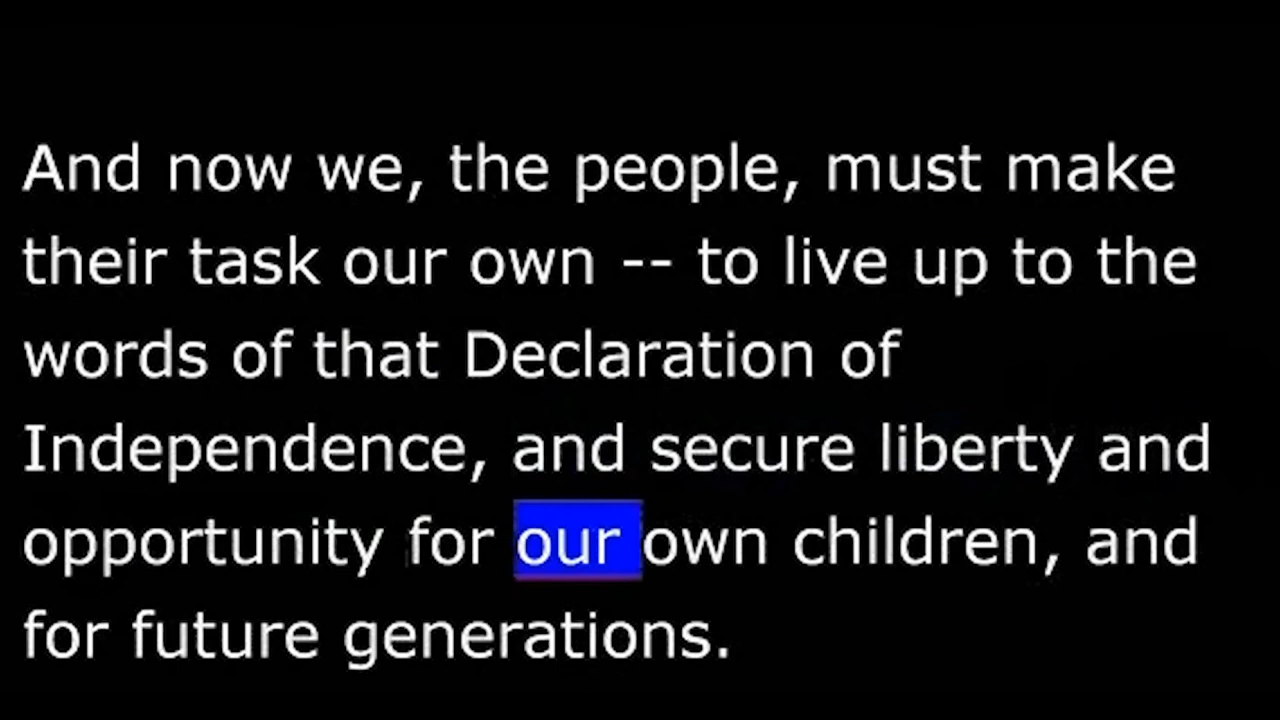 And now we, the people, must make
their task our own -- to live up to the
words of that Declaration of
Independence, and secure liberty and
opportunity for our own children, and
for future generations.